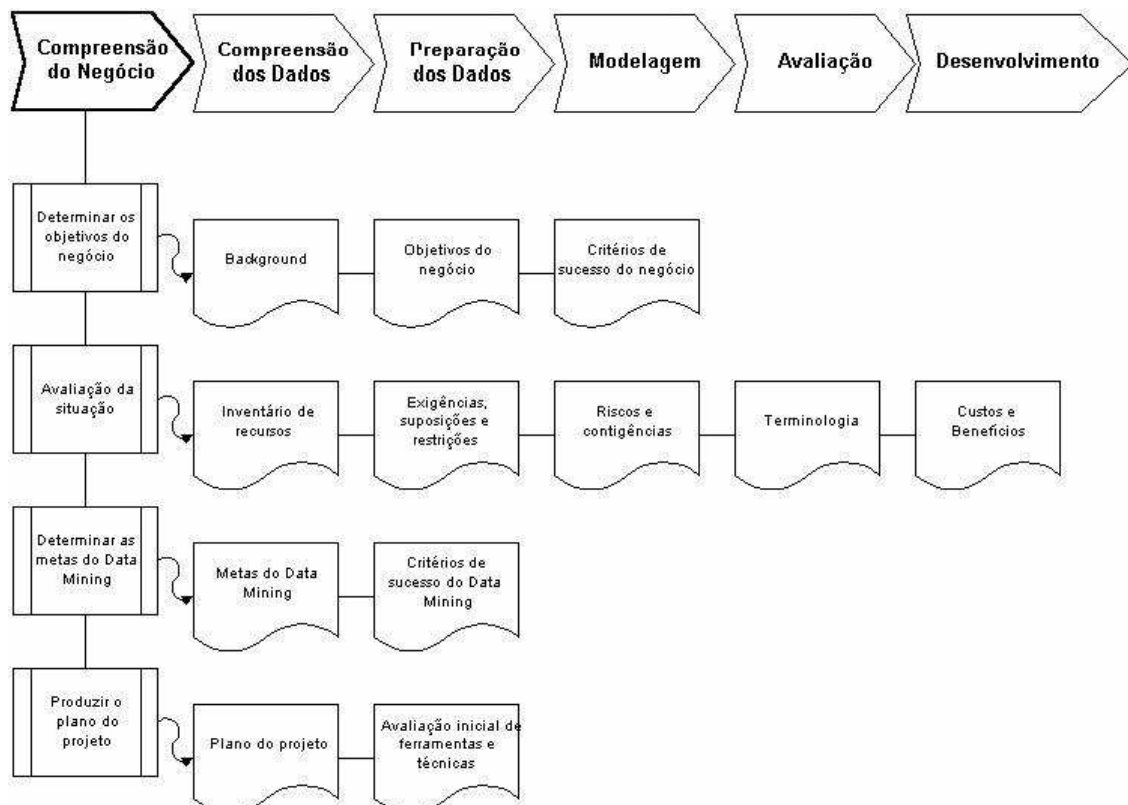 Compreensão
do Negócio
Compreensão
dos Dados
Preparação
dos Dados
Modelagem
Avaliação
Desenvolvimento
Determinar os
objetivos do
negócio
Background
Objetivos do
negócio
Critérios de
sucesso do negócio
Avaliação da
situação
Inventário de
recursos
Exigências,
suposições e
restrições
Riscos e
contigências
Terminologia
Custos e
Benefícios
Determinar as
metas do Data
Mining
Metas do Data
Mining
Critérios de
sucesso do Data
Mining
Produzir o
plano do
projeto
Plano do projeto
Avaliação inicial de
ferramentas e
técnicas